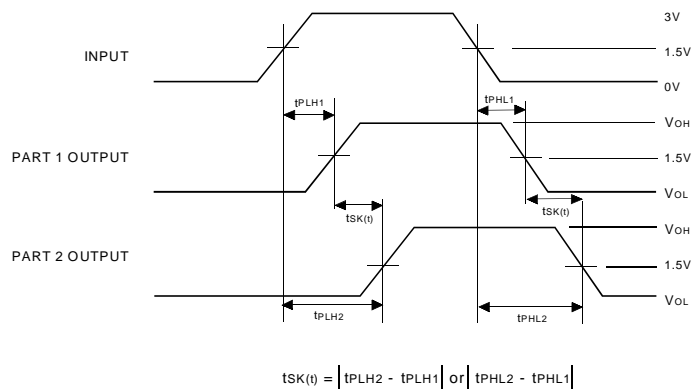 3V
INPUT
1.5V
0V
tPLH1
tPHL1
VOH
PART 1 OUTPUT
1.5V
VOL
tSK(t)
tSK(t)
VOH
PART 2 OUTPUT
1.5V
VOL
tPLH2
tPHL2
tSK(t) = |tPLH2 - tPLH1| or |tPHL2 - tPHL1|